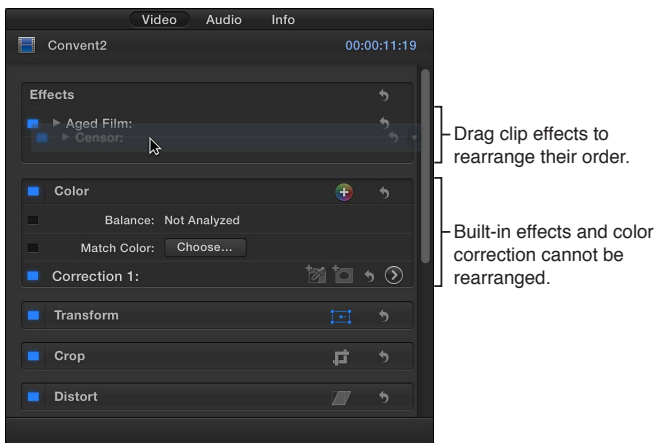 Video Audio Info
Convent2 00:00:11:19
Effects
Aged Film:
Censor:
Drag clip effects to
rearrange their order.
Color
Balance: Not Analyzed
Match Color: Choose...
Correction 1:
Built-in effects and color
correction cannot be
rearranged.
Transform
Crop
Distort